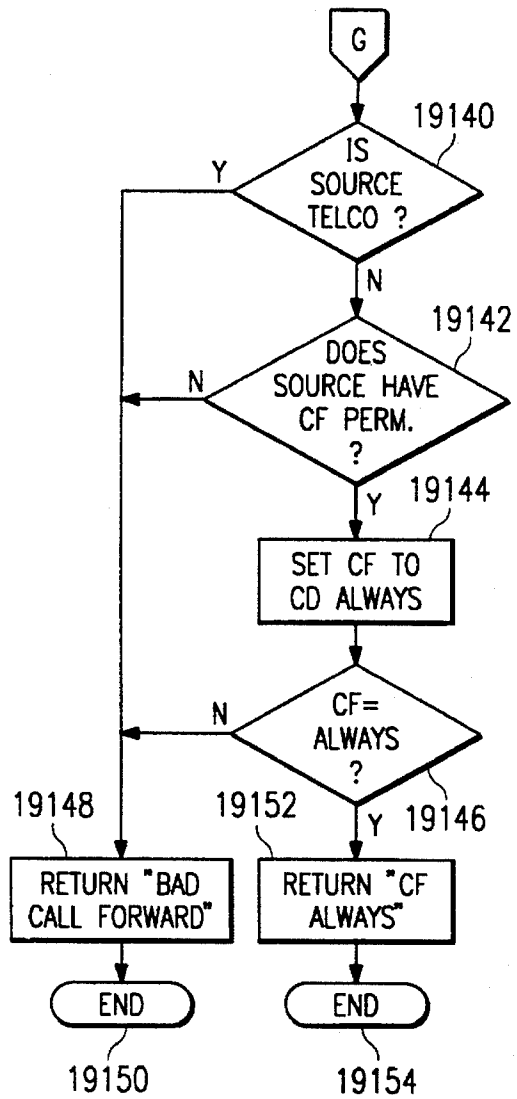 G
19140
IS
SOURCE
TELCO ?
Y
N
19142
DOES
SOURCE HAVE
CF PERM.
?
N
Y
19144
SET CF TO
CD ALWAYS
CF=
ALWAYS
?
N
Y
19146
19148
19152
RETURN "BAD
CALL FORWARD"
RETURN "CF
ALWAYS"
END
END
19150
19154